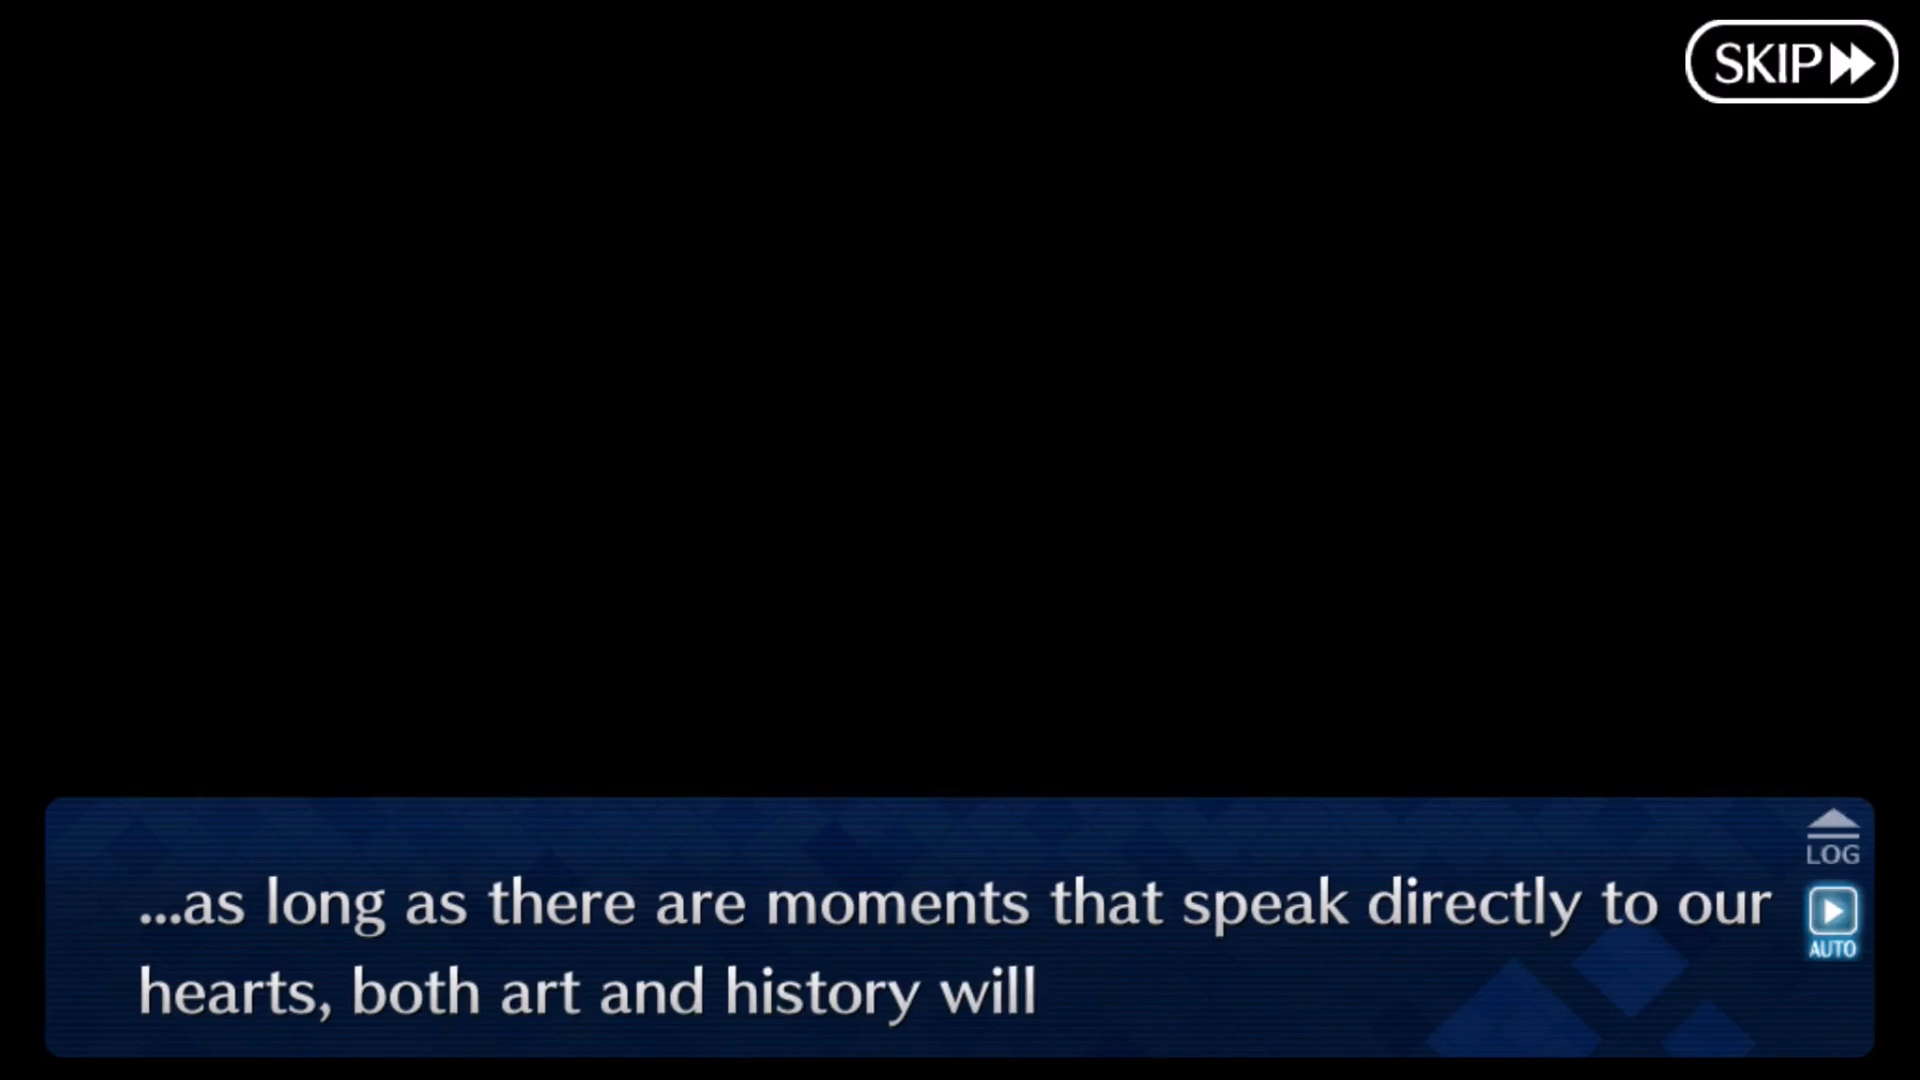 SKIP
LOG
...as long as there are moments that speak directly to our
AUTO
hearts, both art and history will